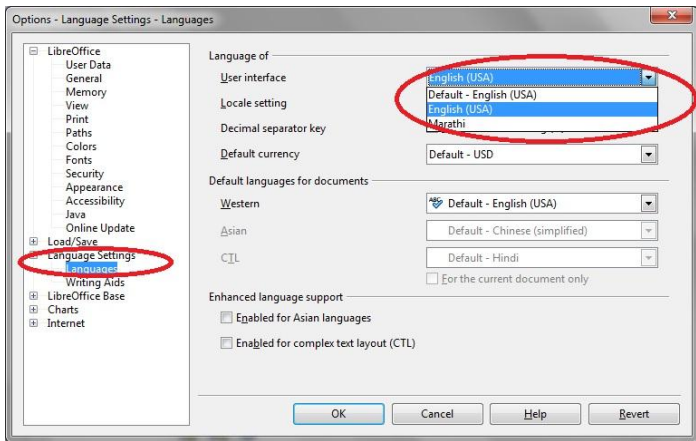 Options - Language Settings - Languages
LibreOffice
User Data
General
Memory
View
Print
Paths
Colors
Fonts
Security
Appearance
Accessibility
Java
Online Update
Load/Save
Language Settings
Languages
Writing Aids
LibreOffice Base
Charts
Internet
Language of
User interface
English (USA)
Default - English (USA)
English (USA)
Marathi
Locale setting
Decimal separator key
Default currency
Default - USD
Default languages for documents
Western
Default - English (USA)
Asian
Default - Chinese (simplified)
CTL
Default - Hindi
For the current document only
Enhanced language support
Enabled for Asian languages
Enabled for complex text layout (CTL)
OK
Cancel
Help
Revert